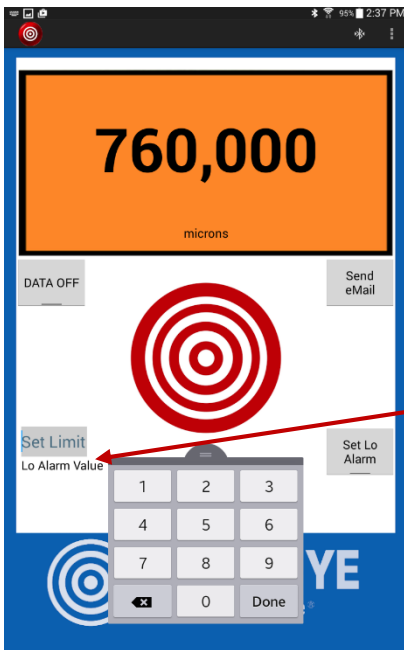 95% 2:37 PM
760,000
microns
DATA OFF
Send
eMail
Set Limit
Lo Alarm Value
Set Lo
Alarm
1 2 3
4 5 6
7 8 9
0 Done
YE
e*